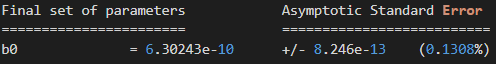 Final set of parameters            Asymptotic Standard Error
=======================            ==========================
b0              = 6.30243e-10      +/- 8.246e-13    (0.1308%)